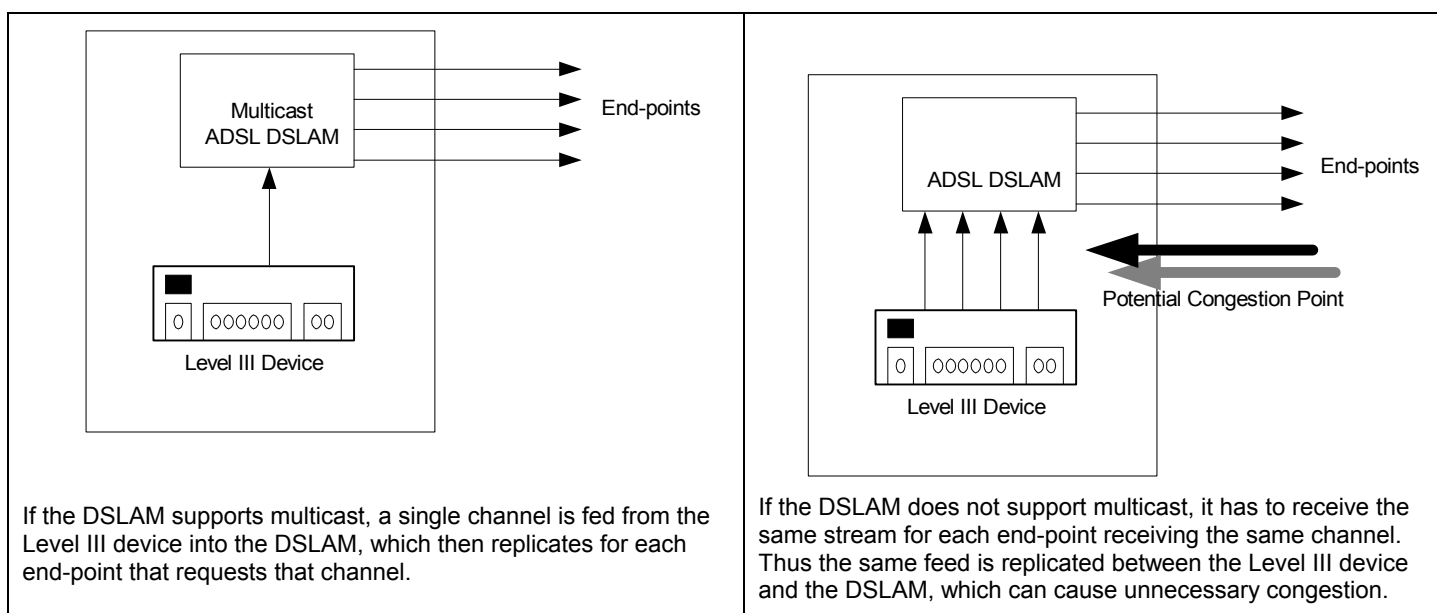 Multicast
ADSL DSLAM
End-points
Level III Device
If the DSLAM supports multicast, a single channel is fed from the
Level III device into the DSLAM, which then replicates for each
end-point that requests that channel.
ADSL DSLAM
End-points
Potential Congestion Point
Level III Device
If the DSLAM does not support multicast, it has to receive the
same stream for each end-point receiving the same channel.
Thus the same feed is replicated between the Level III device
and the DSLAM, which can cause unnecessary congestion.